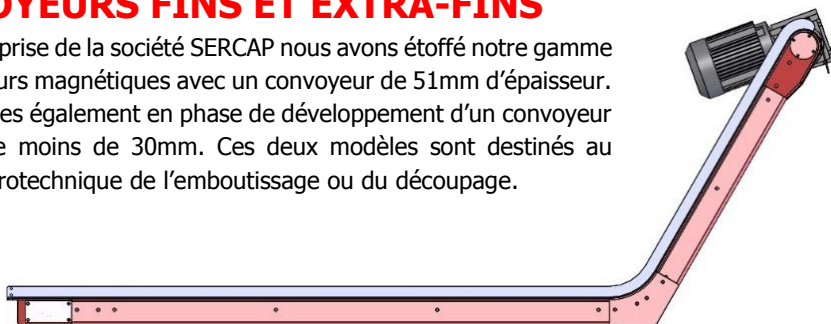 OYEURS FINS ET EXTRA-FINS
prise de la société SERCAP nous avons étoffé notre gamme
urs magnétiques avec un convoyeur de 51mm d’épaisseur.
es également en phase de développement d’un convoyeur
e moins de 30mm. Ces deux modèles sont destinés au
rotechnique de l’emboutissage ou du découpage.